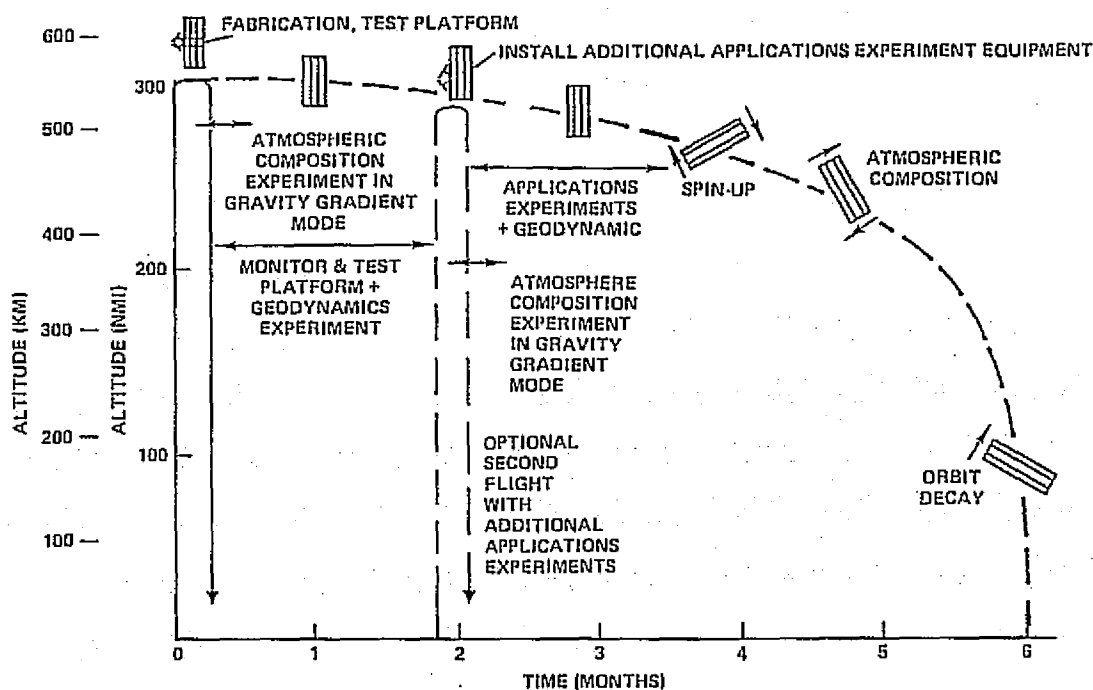 FABRICATION, TEST PLATFORM
INSTALL ADDITIONAL APPLICATIONS EXPERIMENT EQUIPMENT
600
500
400
300
200
100
ALTITUDE (KM)
300
200
100
ALTITUDE (NMI)
ATMOSPHERIC
COMPOSITION
EXPERIMENT IN
GRAVITY GRADIENT
MODE
MONITOR & TEST
PLATFORM +
GEODYNAMICS
EXPERIMENT
APPLICATIONS
EXPERIMENTS
+ GEODYNAMIC
ATMOSPHERE
COMPOSITION
EXPERIMENT
IN GRAVITY
GRADIENT
MODE
OPTIONAL
SECOND
FLIGHT
WITH
ADDITIONAL
APPLICATIONS
EXPERIMENTS
SPIN-UP
ATMOSPHERIC
COMPOSITION
ORBIT
DECAY
0 1 2 3 4 5 6
TIME (MONTHS)